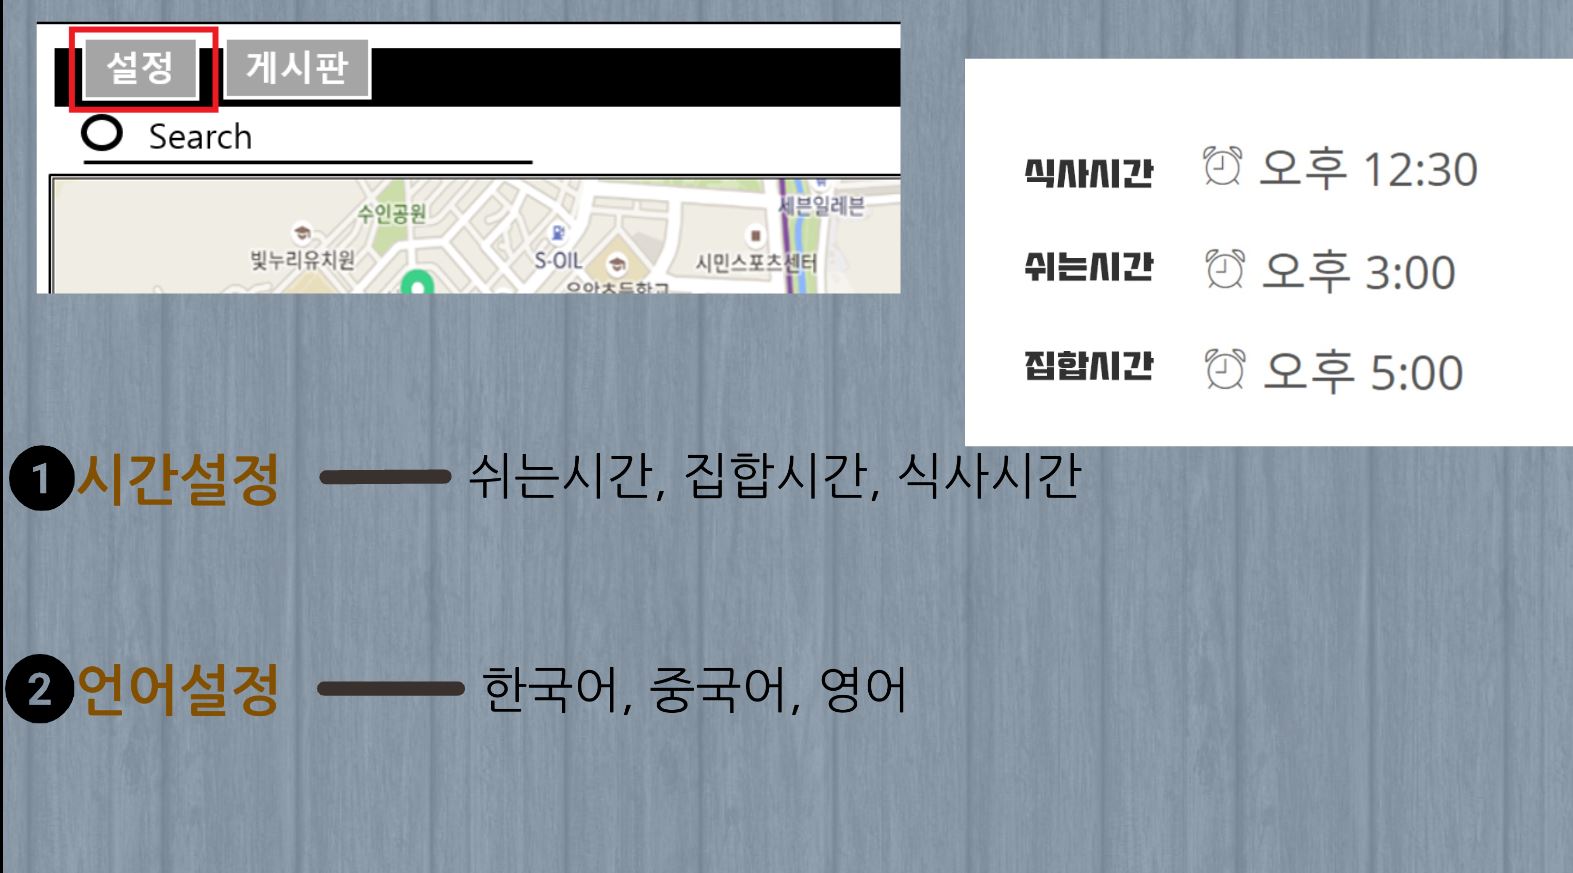 설정 게시판
Search
수인공원
세븐일레븐
빛누리유치원
S-OIL
시민스포츠센터
식사시간 오후 12:30
쉬는시간 오후 3:00
집합시간 오후 5:00
1 시간설정 쉬는시간, 집합시간, 식사시간
2 언어설정 한국어, 중국어, 영어